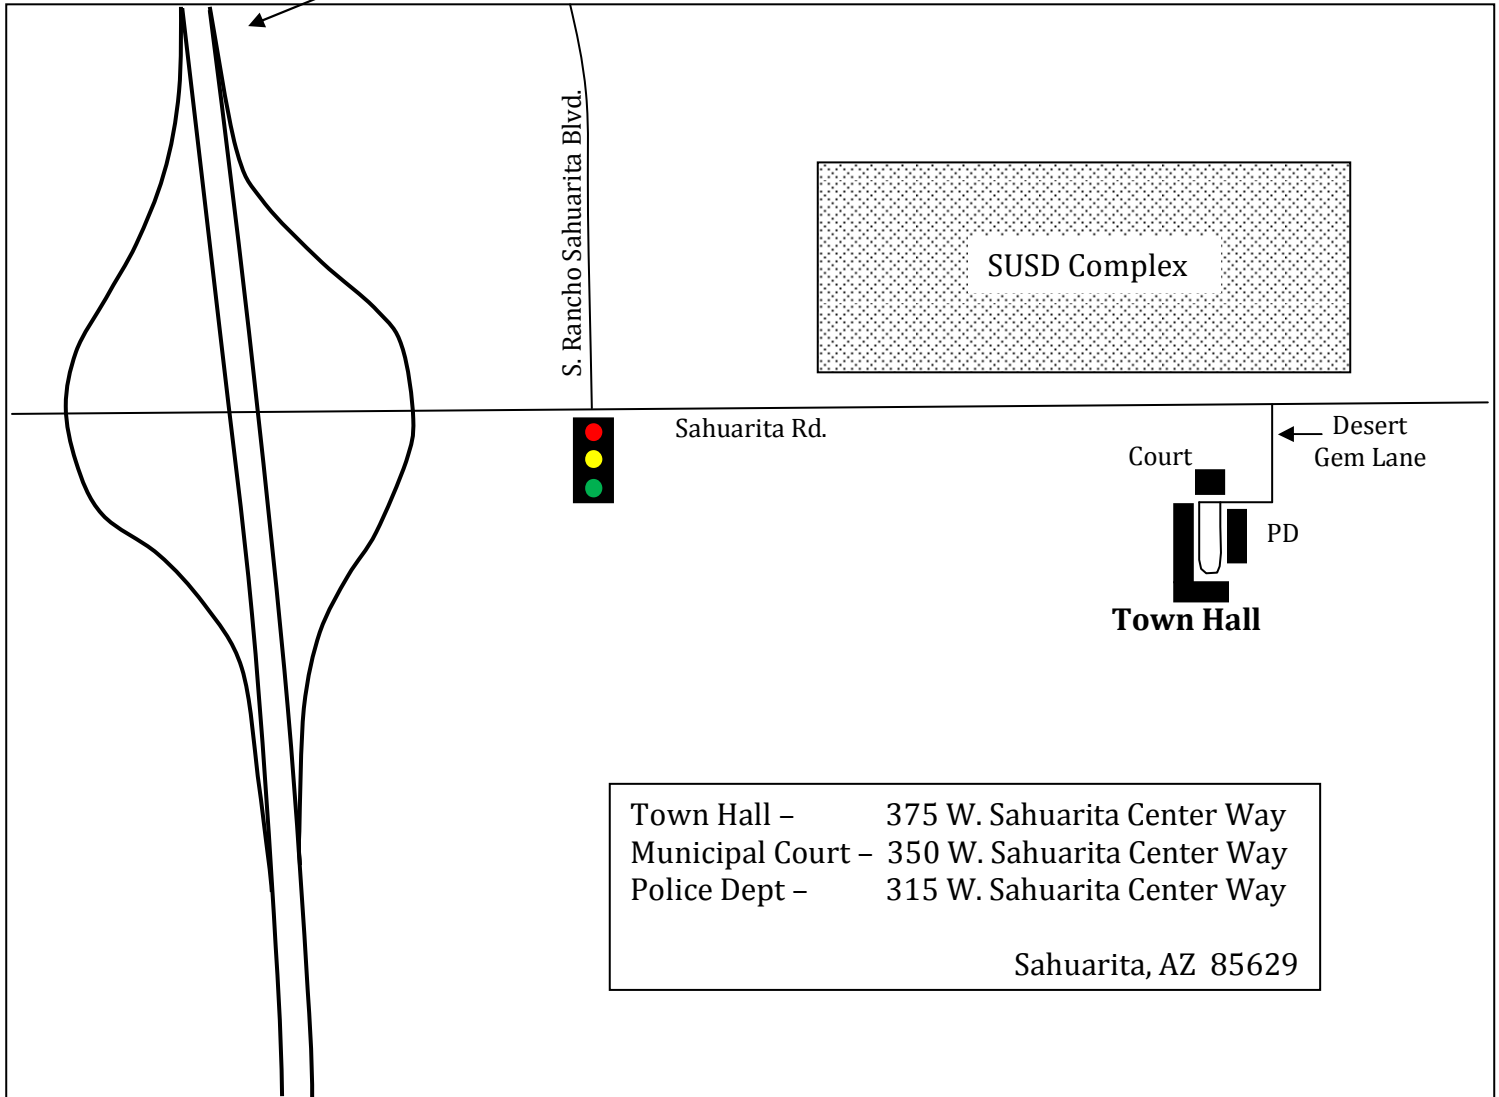 S. Rancho Sahuarita Blvd.
SUSD Complex
Sahuarita Rd.
Desert
Gem Lane
Court
PD
Town Hall
Town Hall – 375 W. Sahuarita Center Way
Municipal Court – 350 W. Sahuarita Center Way
Police Dept – 315 W. Sahuarita Center Way
Sahuarita, AZ 85629